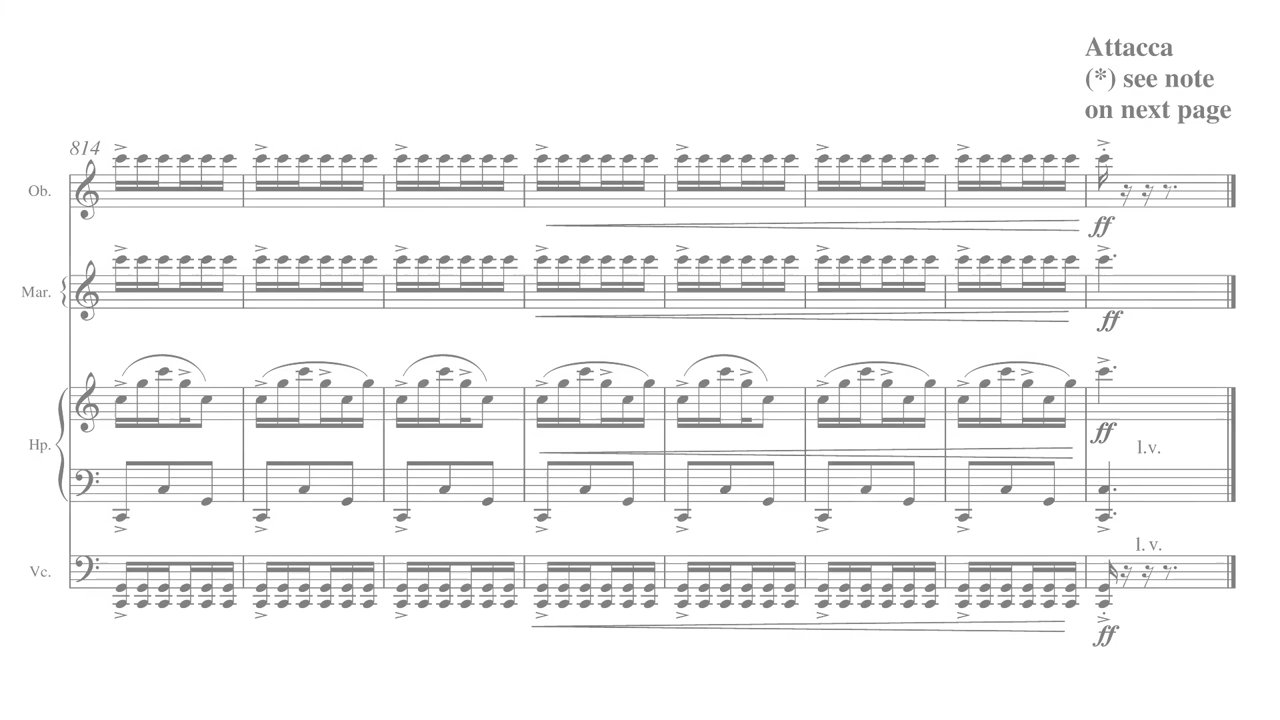 Attacca
(*) see note
on next page
814
Ob.
ff
Mar.
ff
Hp.
ff
l.v.
l.v.
Vc.
ff